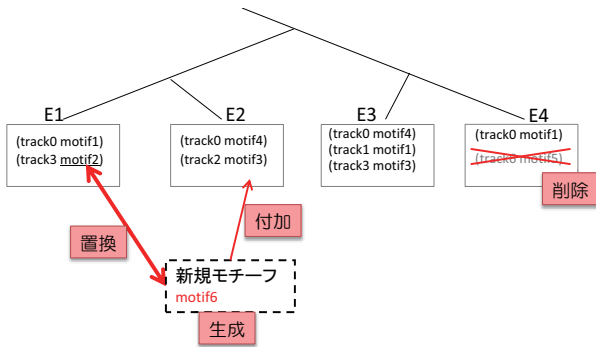 E1
(track0 motif1)
(track3 motif2)
E2
(track0 motif4)
(track2 motif3)
E3
(track0 motif4)
(track1 motif1)
(track3 motif3)
E4
(track0 motif1)
(track6 motif5)
削除
付加
置換
新規モチーフ
motif6
生成